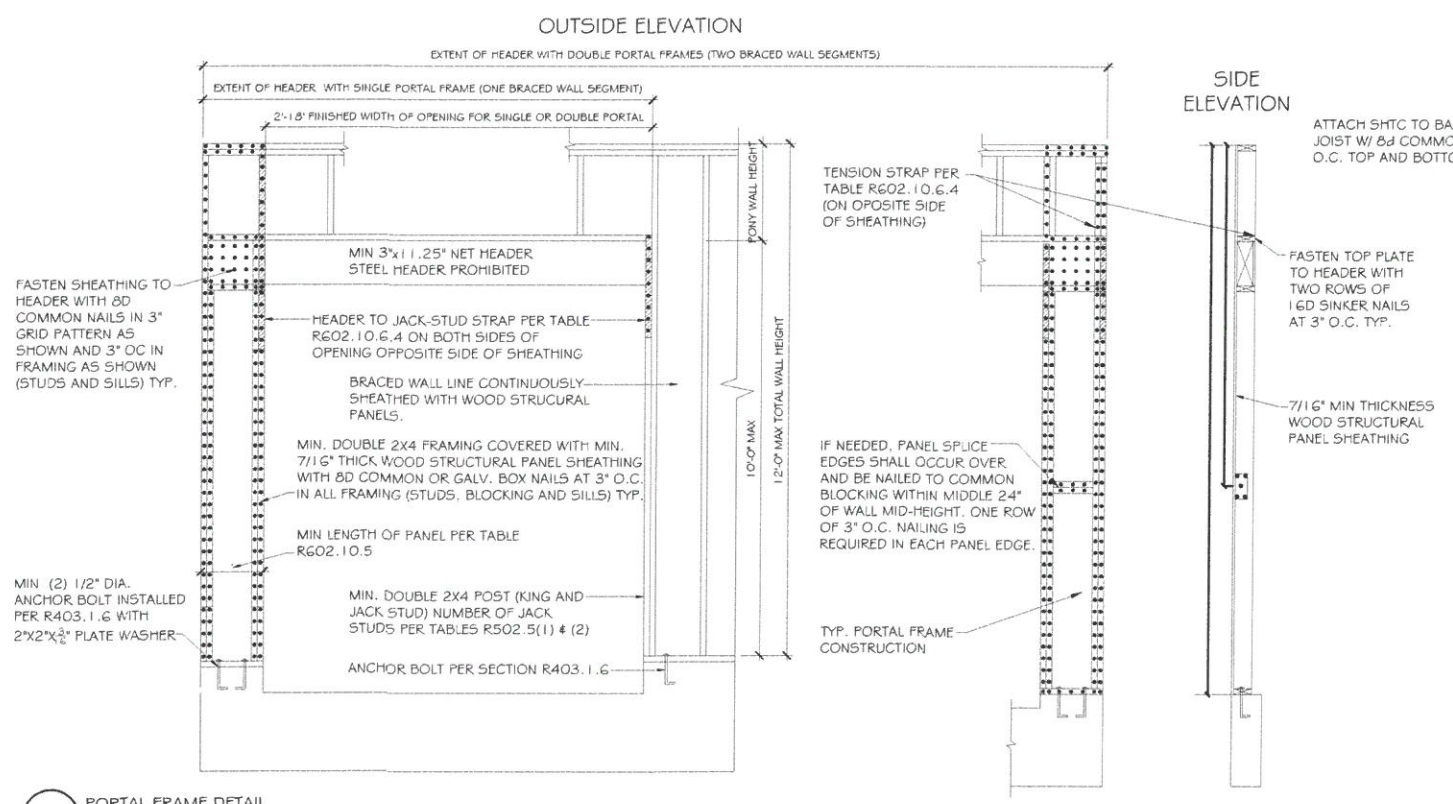 OUTSIDE ELEVATION
EXTENT OF HEADER WITH DOUBLE PORTAL FRAMES (TWO BRACED WALL SEGMENTS)
EXTENT OF HEADER WITH SINGLE PORTAL FRAME (ONE BRACED WALL SEGMENT)
2'-18' FINISHED WIDTH OF OPENING FOR SINGLE OR DOUBLE PORTAL
SIDE
ELEVATION
ATTACH SHTC TO BA
JOIST W/ 8d COMMO
O.C. TOP AND BOTTO
PONY WALL HEIGHT
TENSION STRAP PER
TABLE R602.10.6.4
(ON OPOSITE SIDE
OF SHEATHING)
MIN 3"x11.25" NET HEADER
STEEL HEADER PROHIBITED
FASTEN TOP PLATE
TO HEADER WITH
TWO ROWS OF
16D SINKER NAILS
AT 3" O.C. TYP.
FASTEN SHEATHING TO
HEADER WITH 8D
COMMON NAILS IN 3"
GRID PATTERN AS
SHOWN AND 3" OC IN
FRAMING AS SHOWN
(STUDS AND SILLS) TYP.
HEADER TO JACK-STUD STRAP PER TABLE
R602.10.6.4 ON BOTH SIDES OF
OPENING OPPOSITE SIDE OF SHEATHING
BRACED WALL LINE CONTINUOUSLY
SHEATHED WITH WOOD STRUCURAL
PANELS.
10'-0" MAX
12'-0" MAX TOTAL WALL HEIGHT
7/16" MIN THICKNESS
WOOD STRUCTURAL
PANEL SHEATHING
MIN. DOUBLE 2X4 FRAMING COVERED WITH MIN.
7/16" THICK WOOD STRUCTURAL PANEL SHEATHING
WITH 8D COMMON OR GALV. BOX NAILS AT 3" O.C.
IN ALL FRAMING (STUDS, BLOCKING AND SILLS) TYP.
IF NEEDED, PANEL SPLICE
EDGES SHALL OCCUR OVER
AND BE NAILED TO COMMON
BLOCKING WITHIN MIDDLE 24"
OF WALL MID-HEIGHT. ONE ROW
OF 3" O.C. NAILING IS
REQUIRED IN EACH PANEL EDGE.
MIN LENGTH OF PANEL PER TABLE
R602.10.5
MIN (2) 1/2" DIA.
ANCHOR BOLT INSTALLED
PER R403.1.6 WITH
PLATE WASHER
MIN. DOUBLE 2X4 POST (KING AND
JACK STUD) NUMBER OF JACK
STUDS PER TABLES R502.5(1) & (2)
TYP. PORTAL FRAME
CONSTRUCTION
ANCHOR BOLT PER SECTION R403.1.6
PORTAL FRAME DETAIL